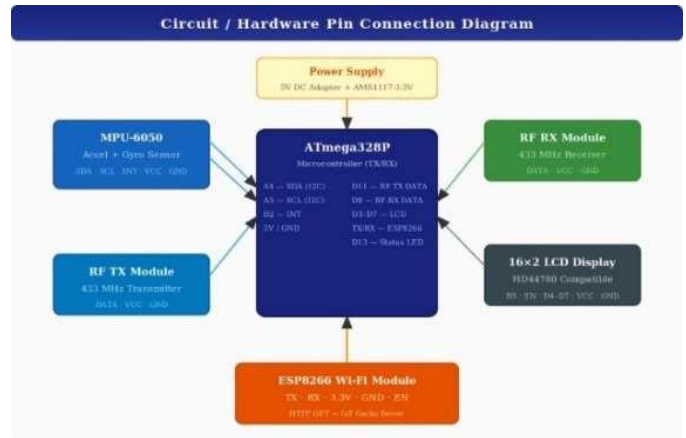 Circuit / Hardware Pin Connection Diagram
Power Supply
5V DC Adapter + AMS1117-3.3V
MPU-6050
Accel + Gyro Sensor
SDA · SCL · INT · VCC · GND
ATmega328P
Microcontroller (TX/RX)
A4 — SDA (I2C)
A5 — SCL (I2C)
D2 — INT
5V / GND
D11 — RF TX DATA
D8 — RF RX DATA
D3-D7 — LCD
TX/RX — ESP8266
D13 — Status LED
RF RX Module
433 MHz Receiver
DATA · VCC · GND
RF TX Module
433 MHz Transmitter
DATA · VCC · GND
16×2 LCD Display
HD44780 Compatible
RS · EN · D4-D7 · VCC · GND
ESP8266 Wi-Fi Module
TX · RX · 3.3V · GND · EN
HTTP GET IoT Server